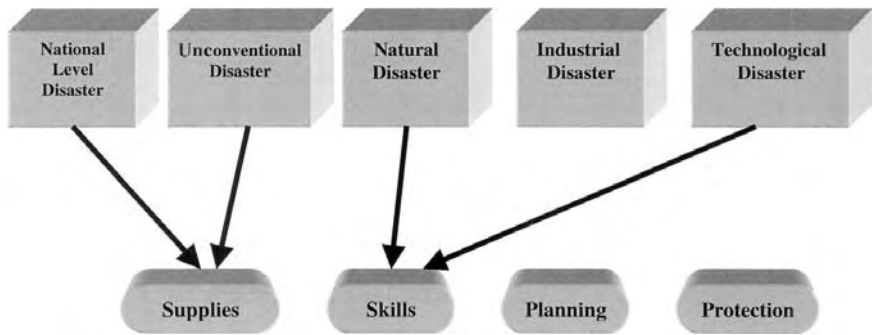 National
Level
Disaster
Unconventional
Disaster
Natural
Disaster
Industrial
Disaster
Technological
Disaster
Supplies
Skills
Planning
Protection